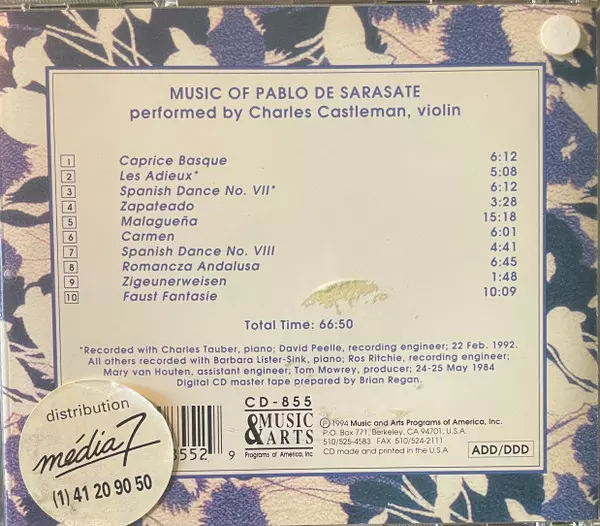 MUSIC OF PABLO DE SARASATE
performed by Charles Castleman, violin
1 Caprice Basque 6:12
2 Les Adieux* 5:08
3 Spanish Dance No. VII* 6:12
4 Zapateado 3:28
5 Malagueña 15:18
6 Carmen 6:01
7 Spanish Dance No. VIII 4:41
8 Romancza Andalusa 6:45
9 Zigeunerweisen 1:48
10 Faust Fantasie 10:09
Total Time: 66:50
*Recorded with Charles Tauber, piano; David Peelle, recording engineer; 22 Feb. 1992.
All others recorded with Barbara Lister-Sink, piano; Ros Ritchie, recording engineer;
Mary van Houten, assistant engineer; Tom Mowrey, producer; 24-25 May 1984
Digital CD master tape prepared by Brian Regan.
distribution
média 7
(1) 41 20 90 50
8552 9
CD-855
MUSIC
& ARTS
Programs of America, Inc
Ⓟ 1994 Music and Arts Programs of America, Inc.
P.O. Box 771, Berkeley, CA 94701, U.S.A.
510/525-4583 FAX 510/524-2111
CD made and printed in the U.S.A
ADD/DDD